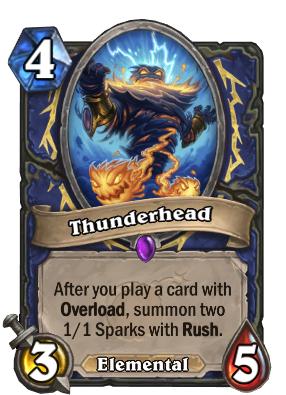 4
Thunderhead
After you play a card with
Overload, summon two
1/1 Sparks with Rush.
3
Elemental
5